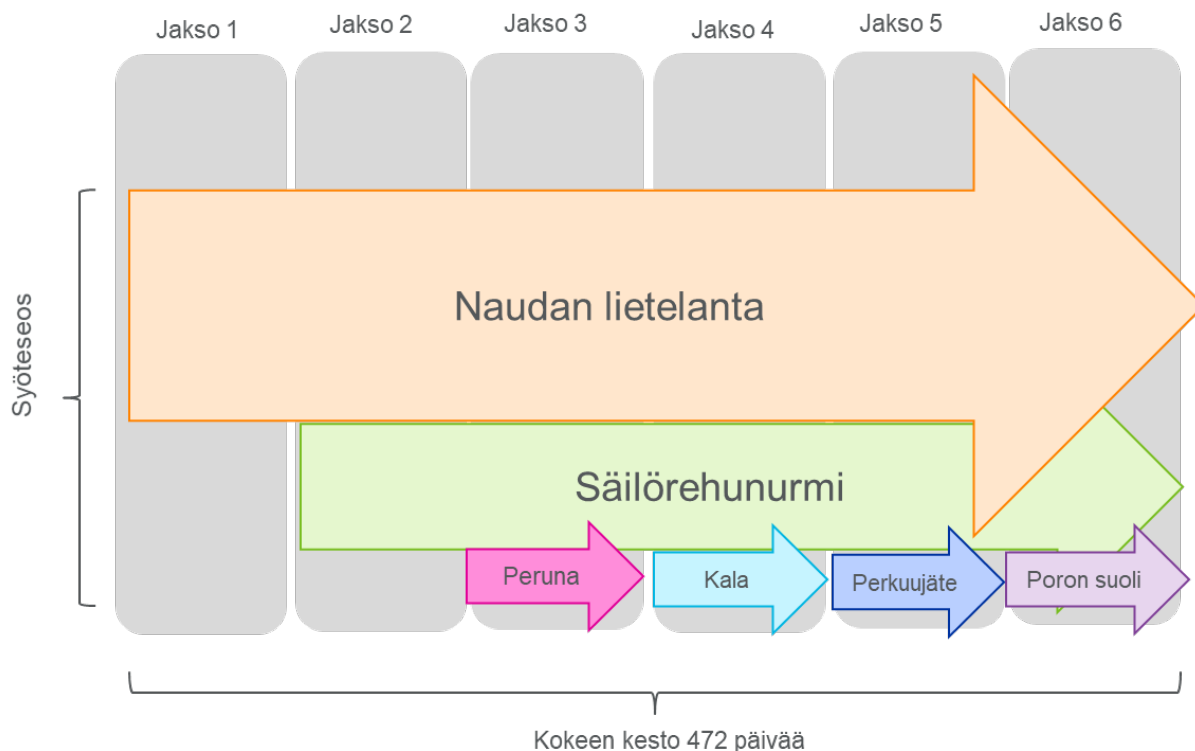 Jakso 1
Jakso 2
Jakso 3
Jakso 4
Jakso 5
Jakso 6
Syöteseos
Naudan lietelanta
Säilörehunurmi
Peruna
Kala
Perkuujäte
Poron suoli
Kokeen kesto 472 päivää